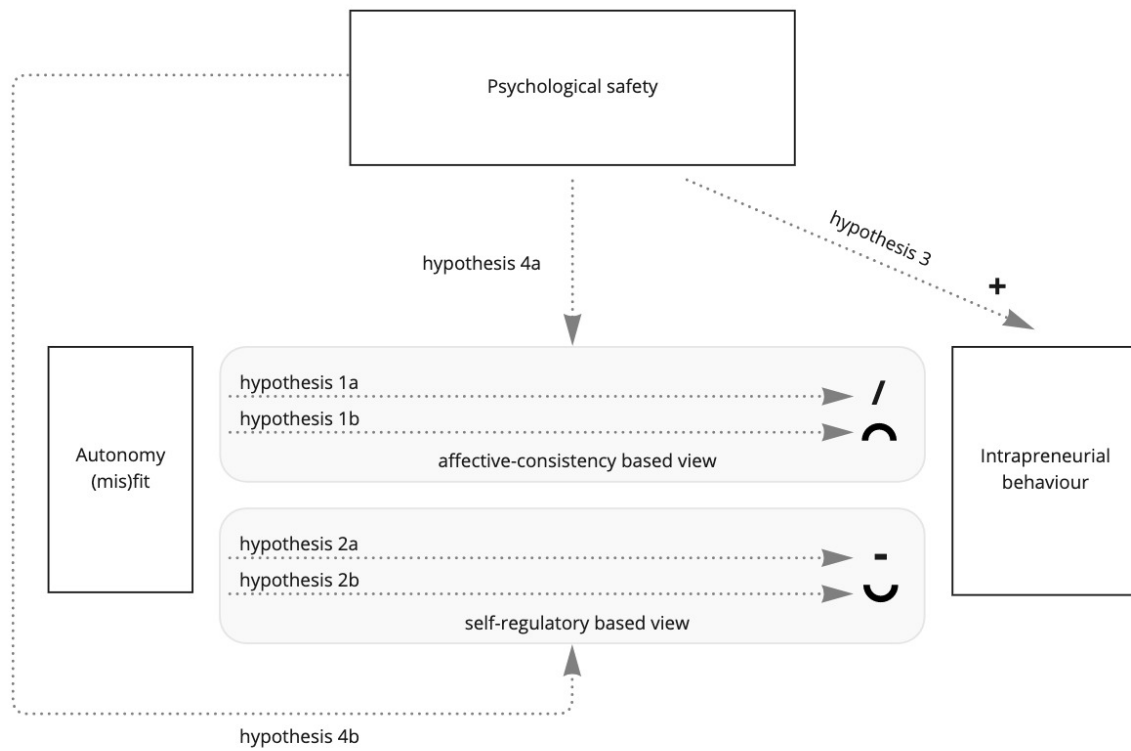 Psychological safety
hypothesis 3
hypothesis 4a
+
hypothesis 1a
/
hypothesis 1b
affective-consistency based view
Autonomy
(mis)fit
Intrapreneurial
behaviour
hypothesis 2a
-
hypothesis 2b
self-regulatory based view
hypothesis 4b